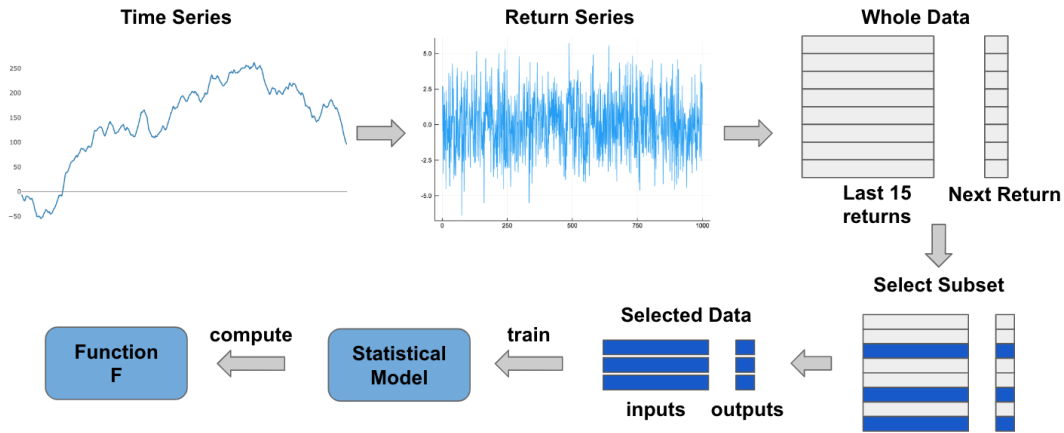 Time Series
Return Series
Whole Data
250
200
150
100
50
0
−50
5.0
2.5
0.0
-2.5
-5.0
0
250
500
750
1000
Last 15
returns
Next Return
Select Subset
Selected Data
inputs
outputs
train
Statistical
Model
compute
Function
F